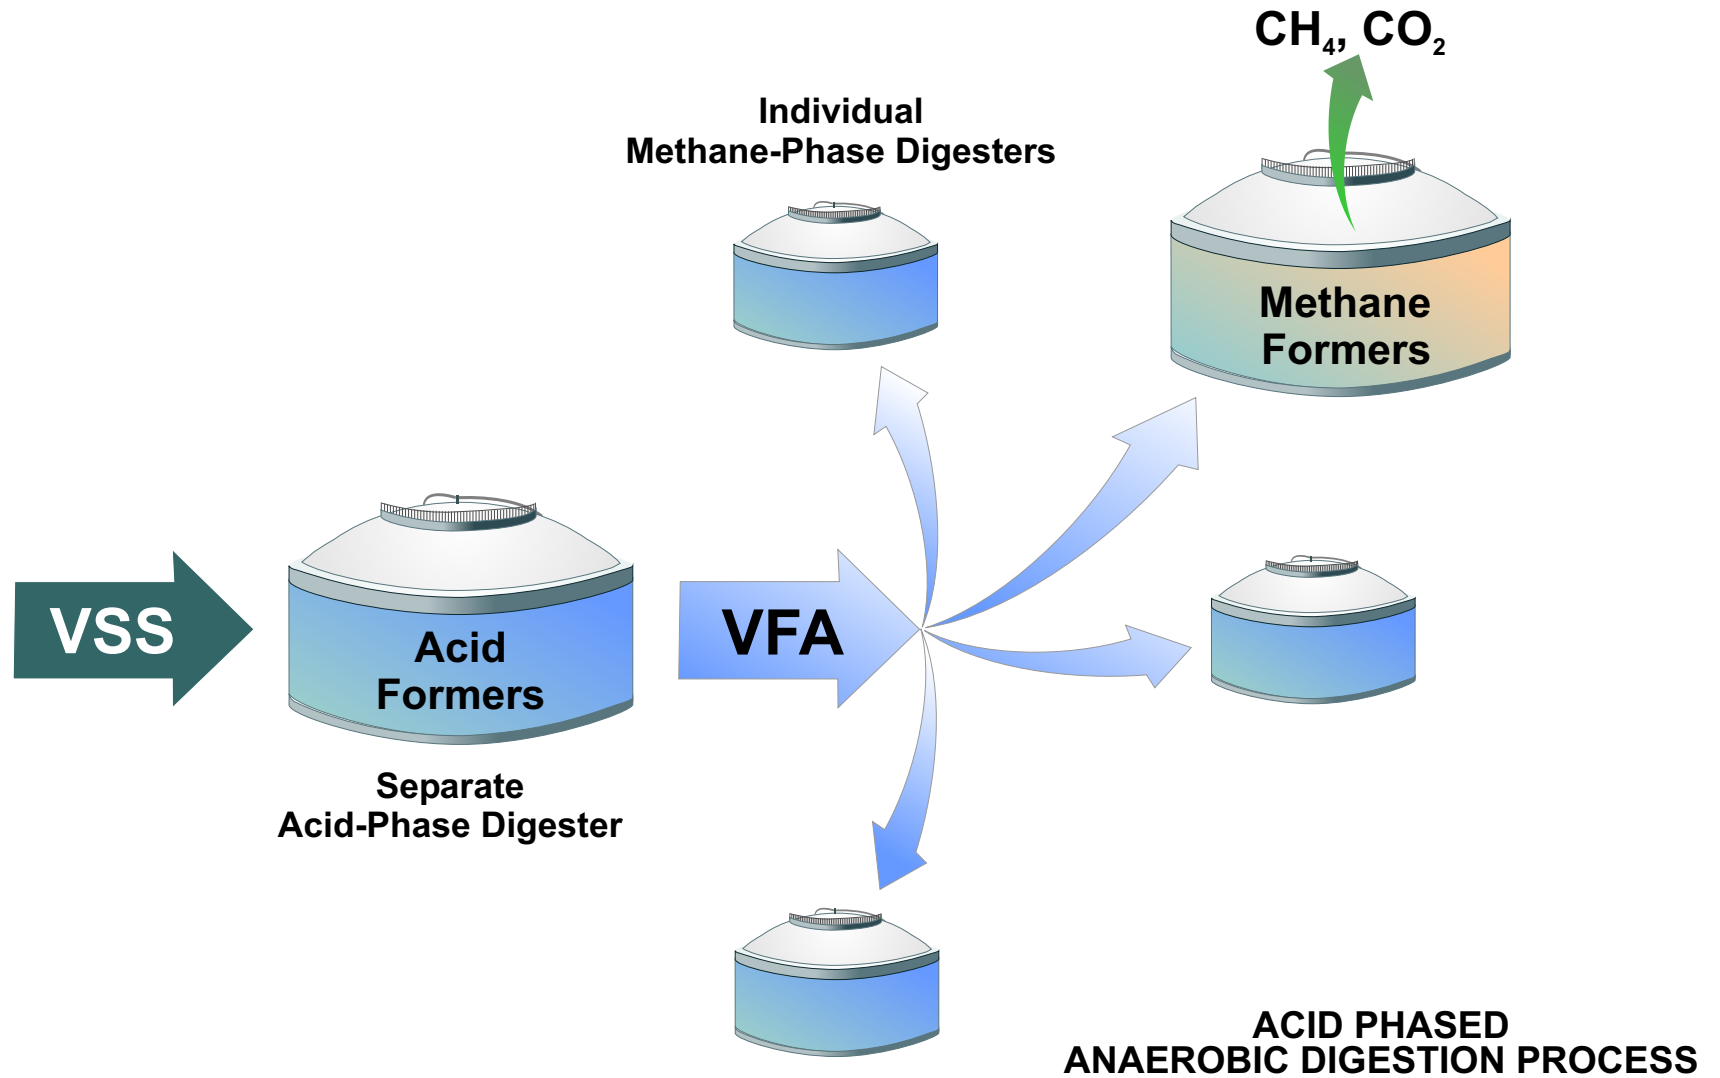 CH₄, CO₂
Individual
Methane-Phase Digesters
Methane
Formers
VSS
Acid
Formers
VFA
Separate
Acid-Phase Digester
ACID PHASED
ANAEROBIC DIGESTION PROCESS